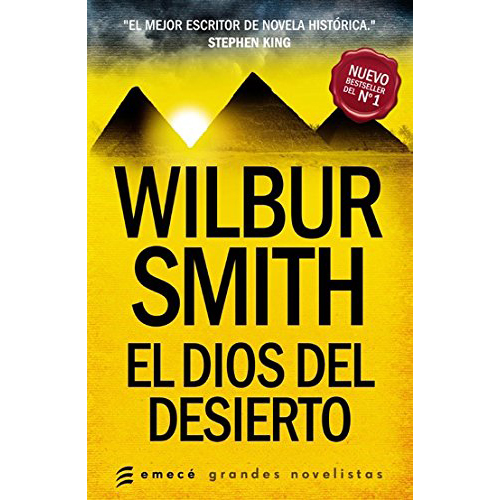 "EL MEJOR ESCRITOR DE NOVELA HISTÓRICA."
STEPHEN KING
NUEVO
BESTSELLER
DEL Nº1
WILBUR
SMITH
EL DIOS DEL
DESIERTO
emecé grandes novelistas